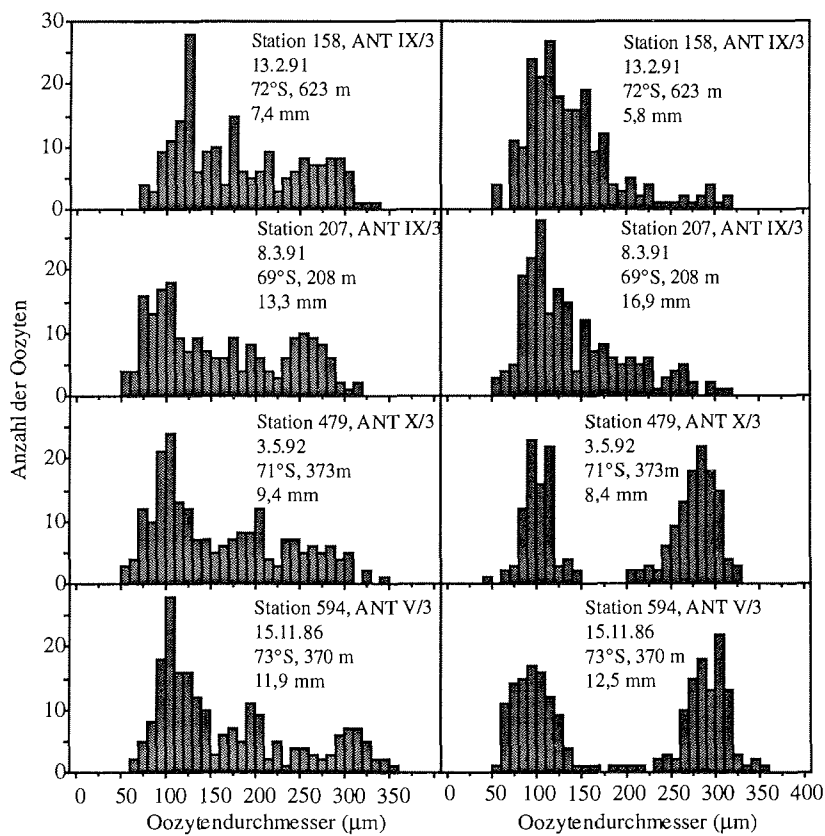 30
20
10
0
Station 158, ANT IX/3
13.2.91
72°S, 623 m
7,4 mm
Station 158, ANT IX/3
13.2.91
72°S, 623 m
5,8 mm
20
10
0
Station 207, ANT IX/3
8.3.91
69°S, 208 m
13,3 mm
Station 207, ANT IX/3
8.3.91
69°S, 208 m
16,9 mm
Anzahl der Oozyten
20
10
0
Station 479, ANT X/3
3.5.92
71°S, 373m
9,4 mm
Station 479, ANT X/3
3.5.92
71°S, 373m
8,4 mm
20
10
0
Station 594, ANT V/3
15.11.86
73°S, 370 m
11,9 mm
Station 594, ANT V/3
15.11.86
73°S, 370 m
12,5 mm
0 50 100 150 200 250 300 350 0 50 100 150 200 250 300 350 400
Oozytendurchmesser (µm) Oozytendurchmesser (µm)